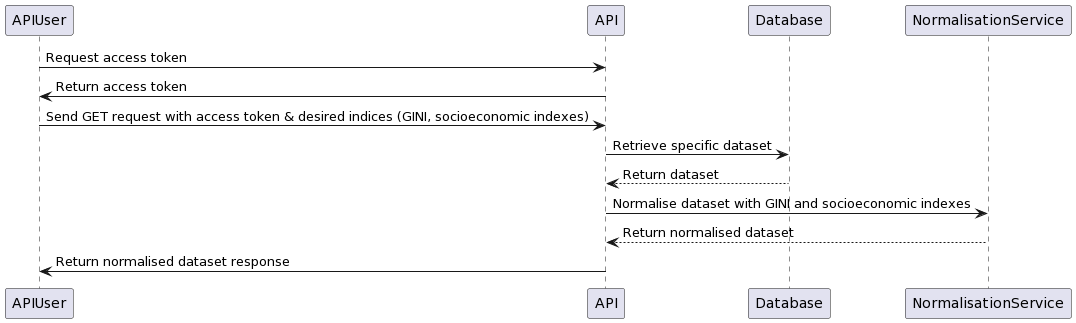 APIUser
API
Database
NormalisationService
Request access token
Return access token
Send GET request with access token & desired indices (GINI, socioeconomic indexes)
Retrieve specific dataset
Return dataset
Normalise dataset with GINI and socioeconomic indexes
Return normalised dataset
Return normalised dataset response
APIUser
API
Database
NormalisationService